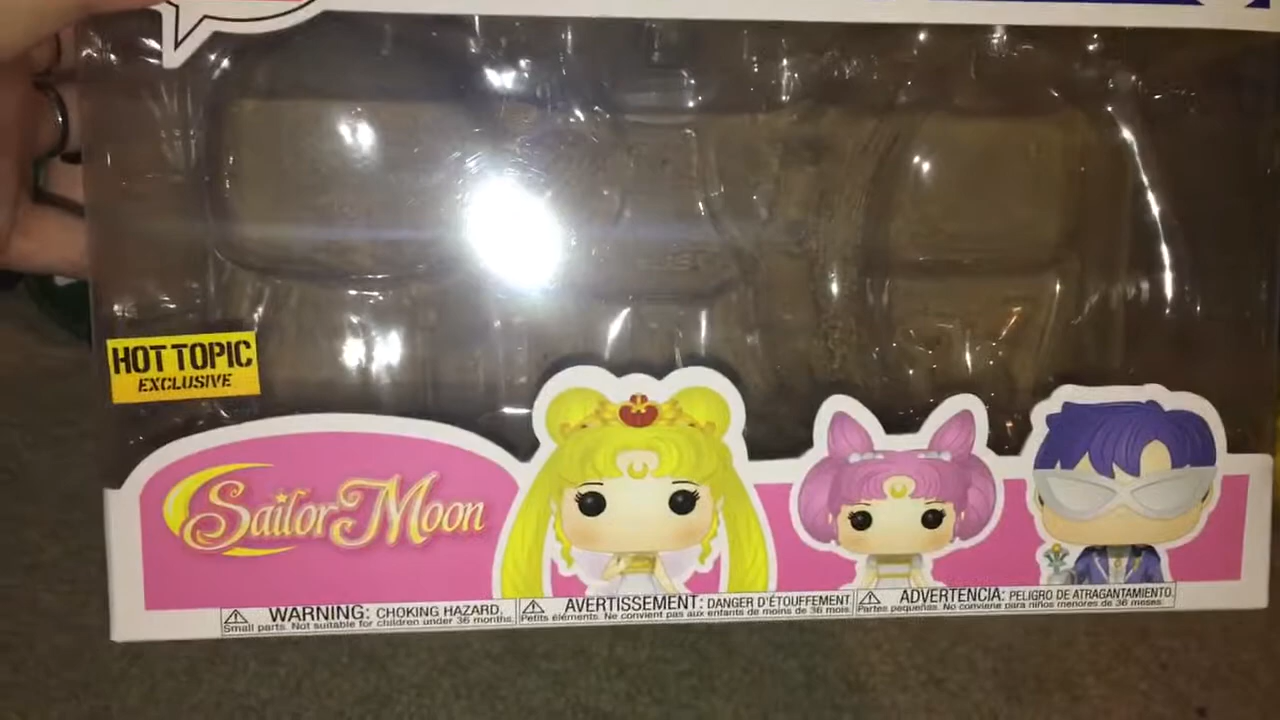 HOT TOPIC
EXCLUSIVE
Sailor Moon
WARNING: CHOKING HAZARD.
Small parts. Not suitable for children under 36 months.
AVERTISSEMENT: DANGER D'ÉTOUFFEMENT
Petits éléments. Ne convient pas aux enfants de moins de 36 mois.
ADVERTENCIA: PELIGRO DE ATRAGANTAMIENTO.
Partes pequeñas. No conviene para niños menores de 36 meses.